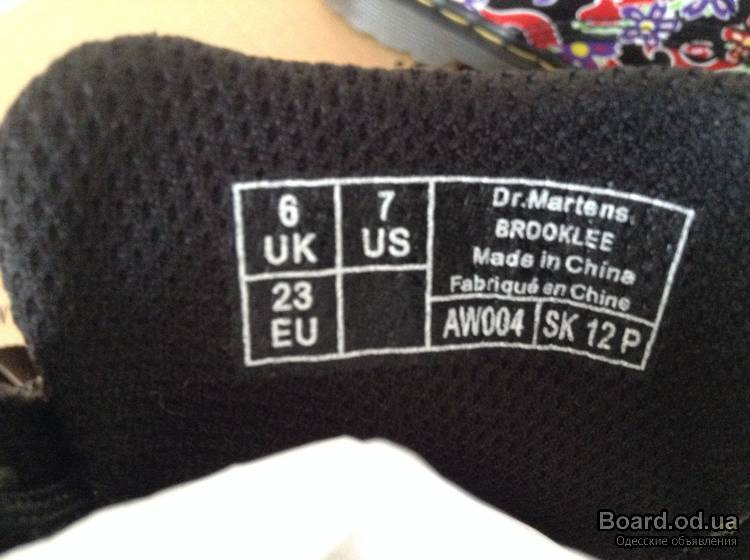 6
UK
7
US
23
EU
Dr.Martens
BROOKLEE
Made in China
Fabriqué en Chine
AW004
SK 12 P
Board.od.ua
Одесские объявления